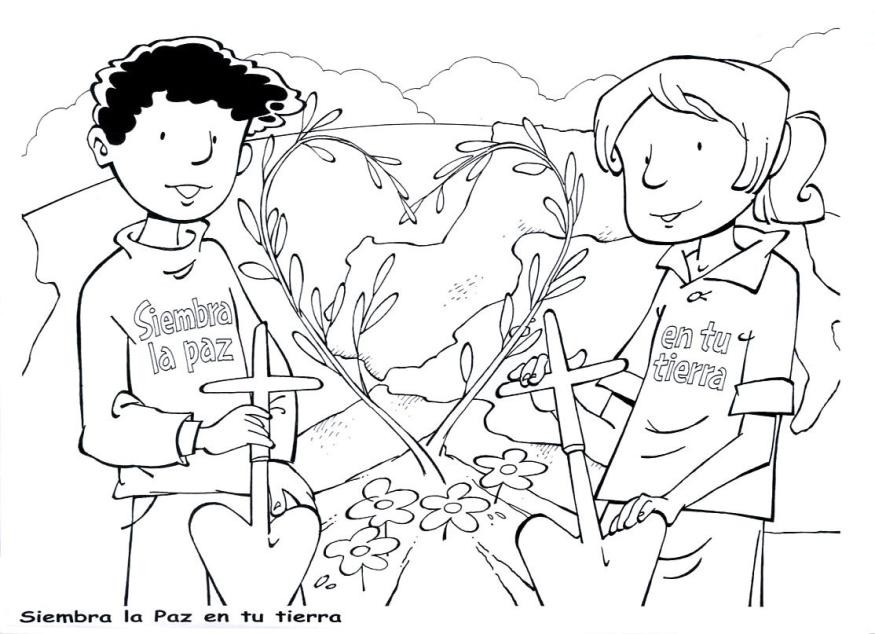 Siembra
la paz
en tu
tierra
Siembra la Paz en tu tierra